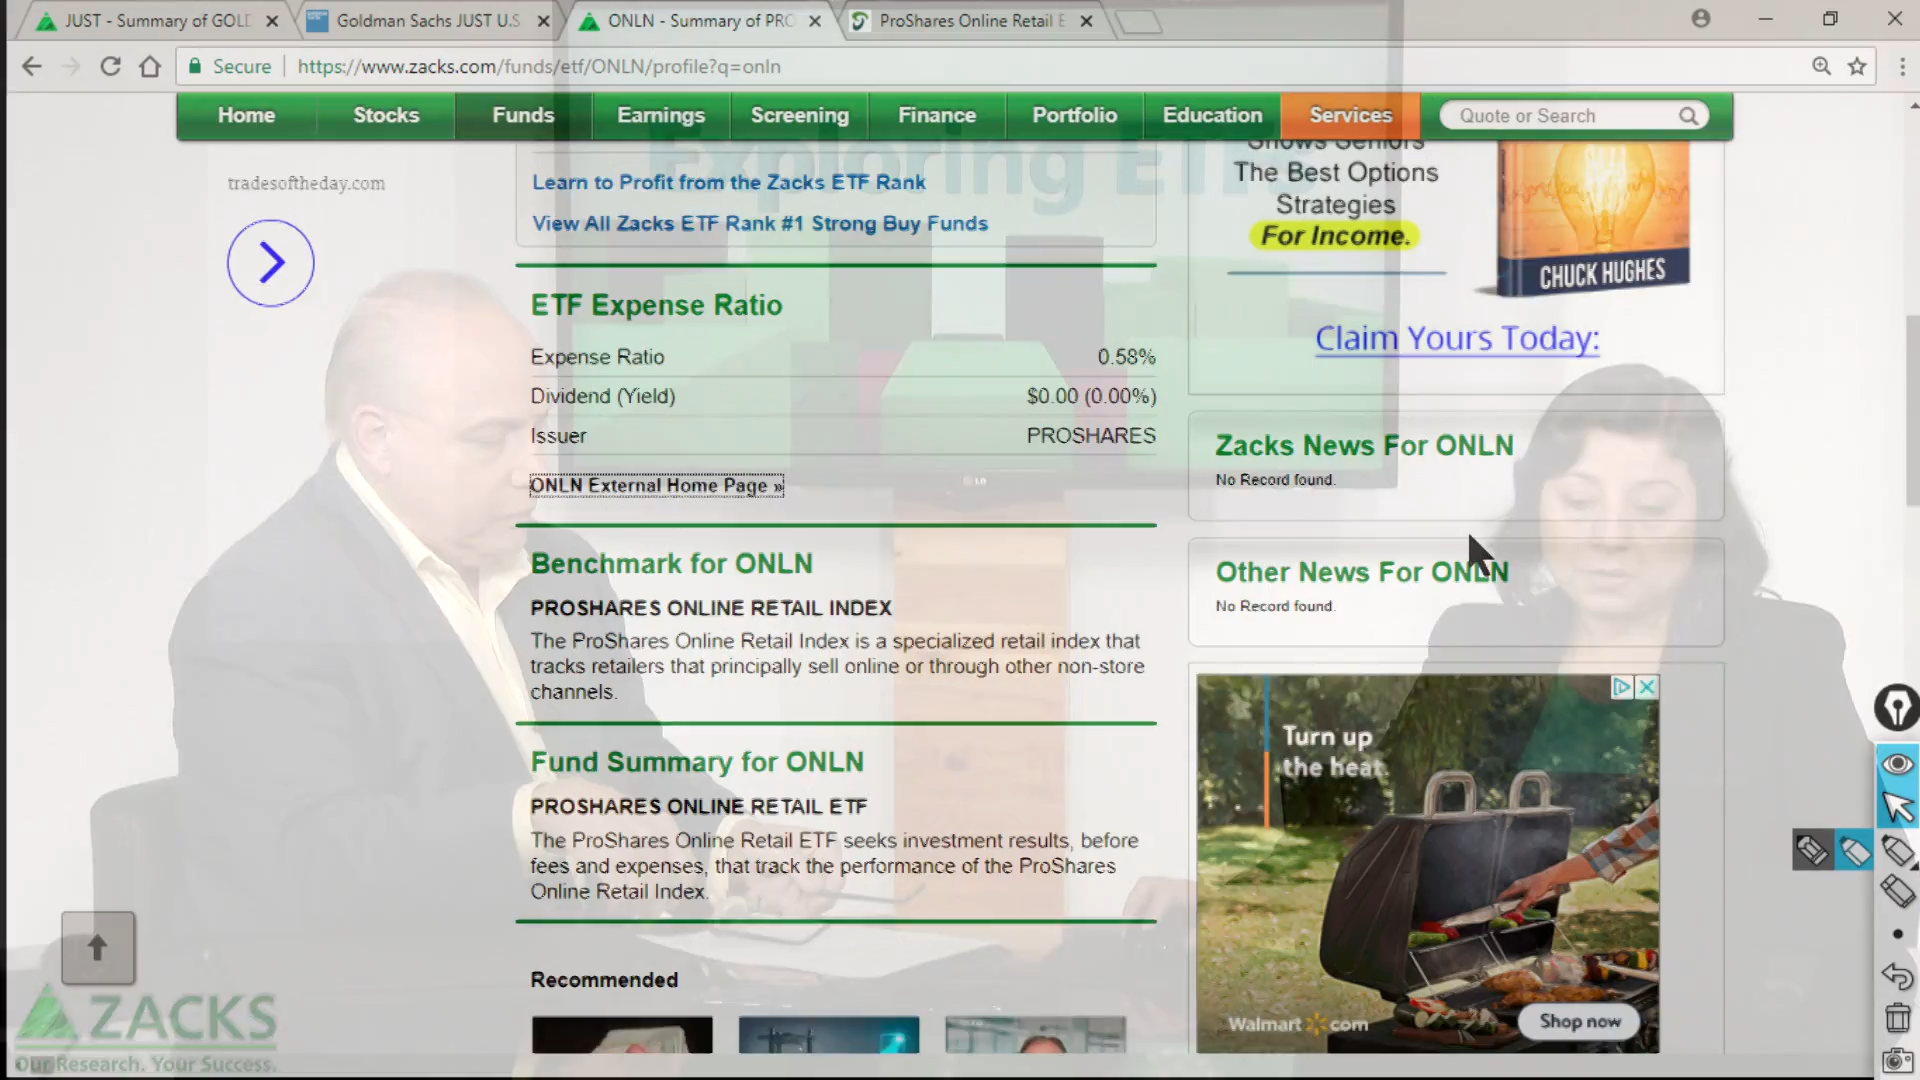 JUST - Summary of GOLD
Goldman Sachs JUST U.S
ONLN - Summary of PRO
ProShares Online Retail E
Secure
https://www.zacks.com/funds/etf/ONLN/profile?q=onln
Home
Stocks
Funds
Earnings
Screening
Finance
Portfolio
Education
Services
Quote or Search
Exploring ETFs
tradesoftheday.com
Learn to Profit from the Zacks ETF Rank
View All Zacks ETF Rank #1 Strong Buy Funds
ETF Expense Ratio
Expense Ratio 0.58%
Dividend (Yield) $0.00 (0.00%)
Issuer PROSHARES
ONLN External Home Page »
Benchmark for ONLN
PROSHARES ONLINE RETAIL INDEX
The ProShares Online Retail Index is a specialized retail index that
tracks retailers that principally sell online or through other non-store
channels.
Fund Summary for ONLN
PROSHARES ONLINE RETAIL ETF
The ProShares Online Retail ETF seeks investment results, before
fees and expenses, that track the performance of the ProShares
Online Retail Index.
Recommended
Shows Seniors
The Best Options
Strategies
For Income.
CHUCK HUGHES
Claim Yours Today:
Zacks News For ONLN
No Record found.
Other News For ONLN
No Record found.
Turn up
the heat.
Walmart.com
Shop now
LG
ZACKS
Our Research. Your Success.